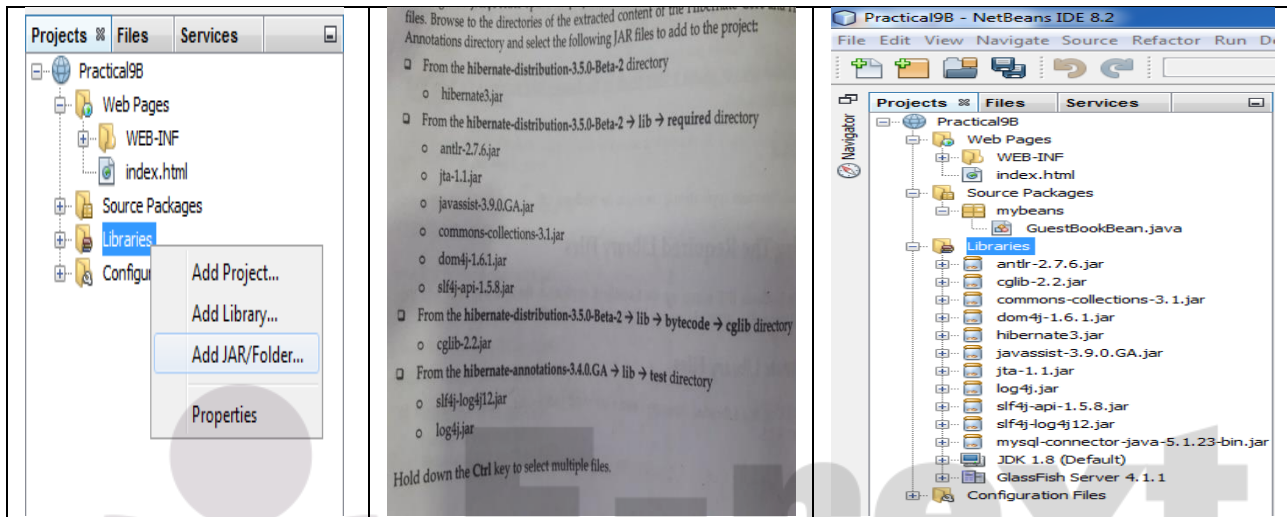 Projects Files Services
Practical9B
Web Pages
WEB-INF
index.html
Source Packages
Libraries
Configur
Add Project...
Add Library...
Add JAR/Folder...
Properties
files. Browse to the directories of the extracted content of the Hibernate Core and
Annotations directory and select the following JAR files to add to the project:
From the hibernate-distribution-3.5.0-Beta-2 directory
hibernate3.jar
From the hibernate-distribution-3.5.0-Beta-2 → lib → required directory
antlr-2.7.6.jar
jta-1.1.jar
javassist-3.9.0.GA.jar
commons-collections-3.1.jar
dom4j-1.6.1.jar
slf4j-api-1.5.8.jar
From the hibernate-distribution-3.5.0-Beta-2 → lib → bytecode → cglib directory
cglib-2.2.jar
From the hibernate-annotations-3.4.0.GA → lib → test directory
slf4j-log4j12.jar
log4j.jar
Hold down the Ctrl key to select multiple files.
Practical9B - NetBeans IDE 8.2
File Edit View Navigate Source Refactor Run De
Navigator
Projects Files Services
Practical9B
Web Pages
WEB-INF
index.html
Source Packages
mybeans
GuestBookBean.java
Libraries
antlr-2.7.6.jar
cglib-2.2.jar
commons-collections-3.1.jar
dom4j-1.6.1.jar
hibernate3.jar
javassist-3.9.0.GA.jar
jta-1.1.jar
log4j.jar
slf4j-api-1.5.8.jar
slf4j-log4j12.jar
mysql-connector-java-5.1.23-bin.jar
JDK 1.8 (Default)
GlassFish Server 4.1.1
Configuration Files